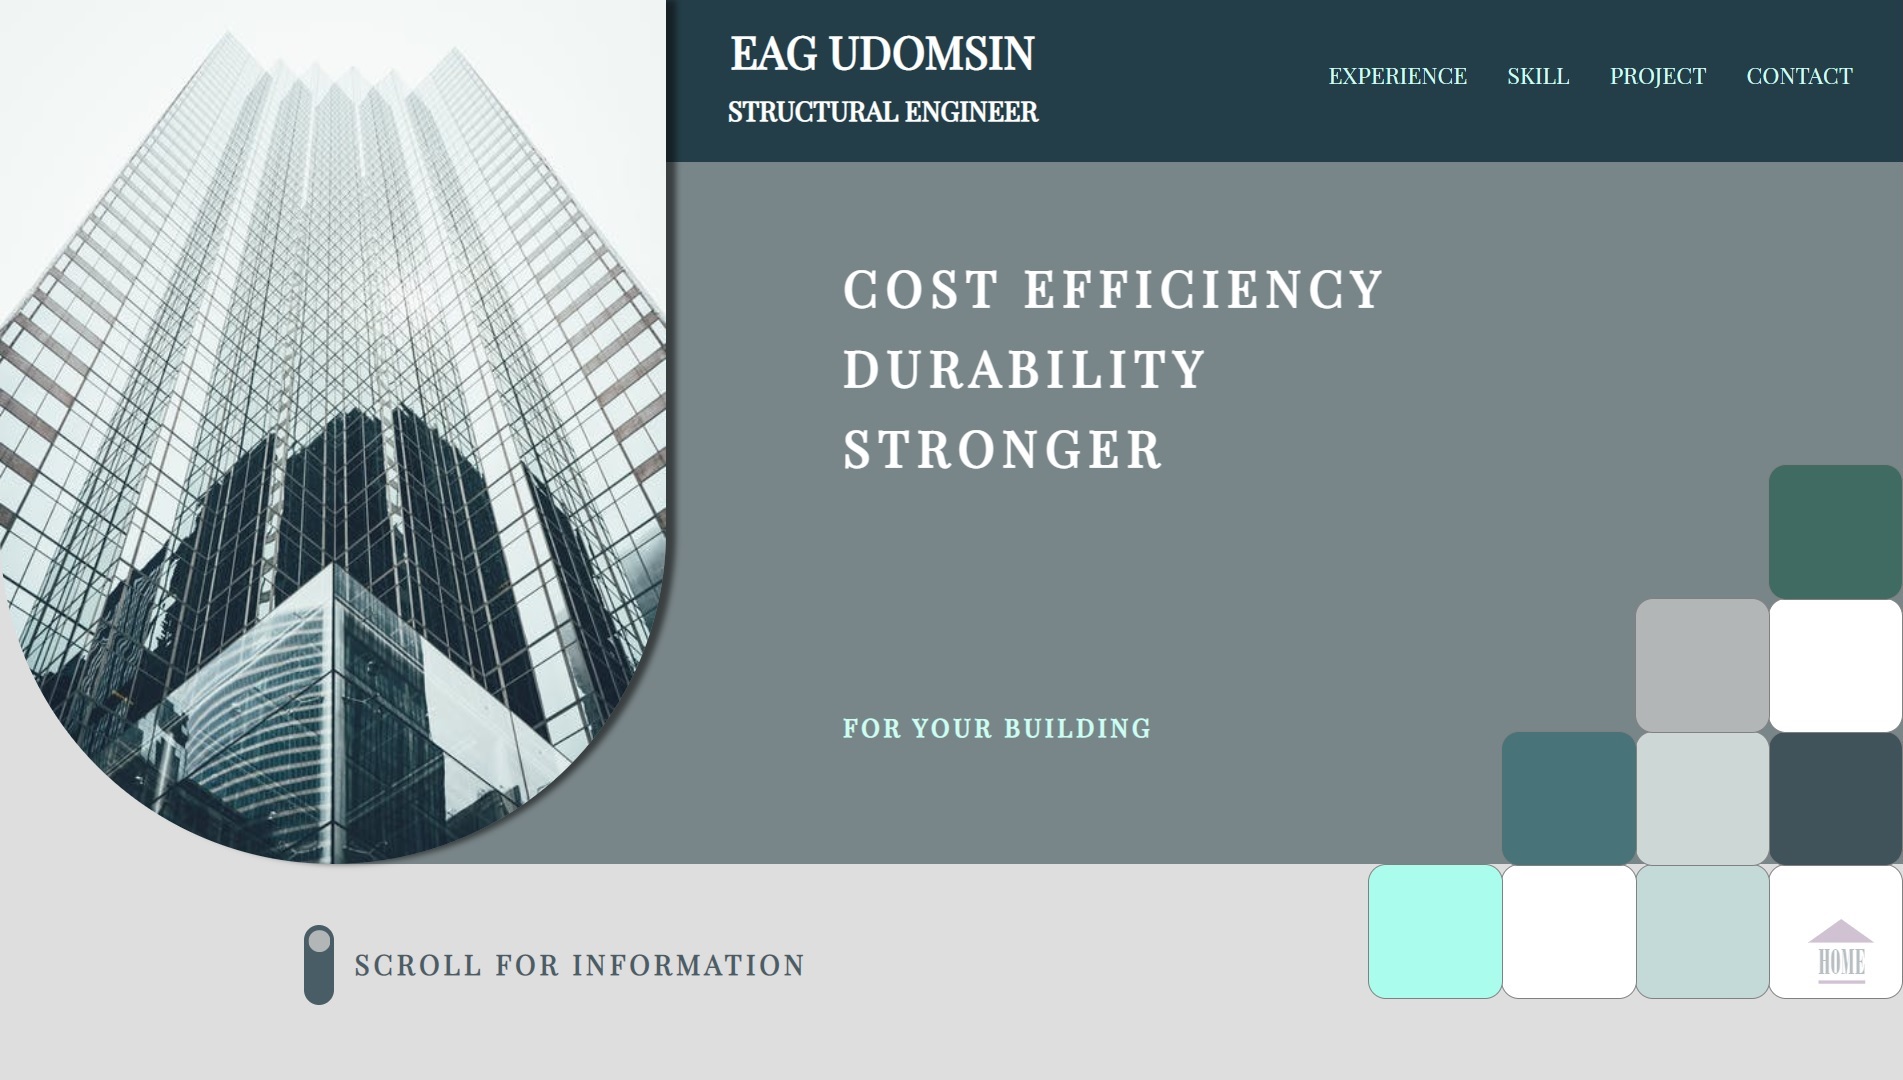 EAG UDOMSIN
STRUCTURAL ENGINEER
EXPERIENCE SKILL PROJECT CONTACT
COST EFFICIENCY
DURABILITY
STRONGER
FOR YOUR BUILDING
SCROLL FOR INFORMATION
HOME